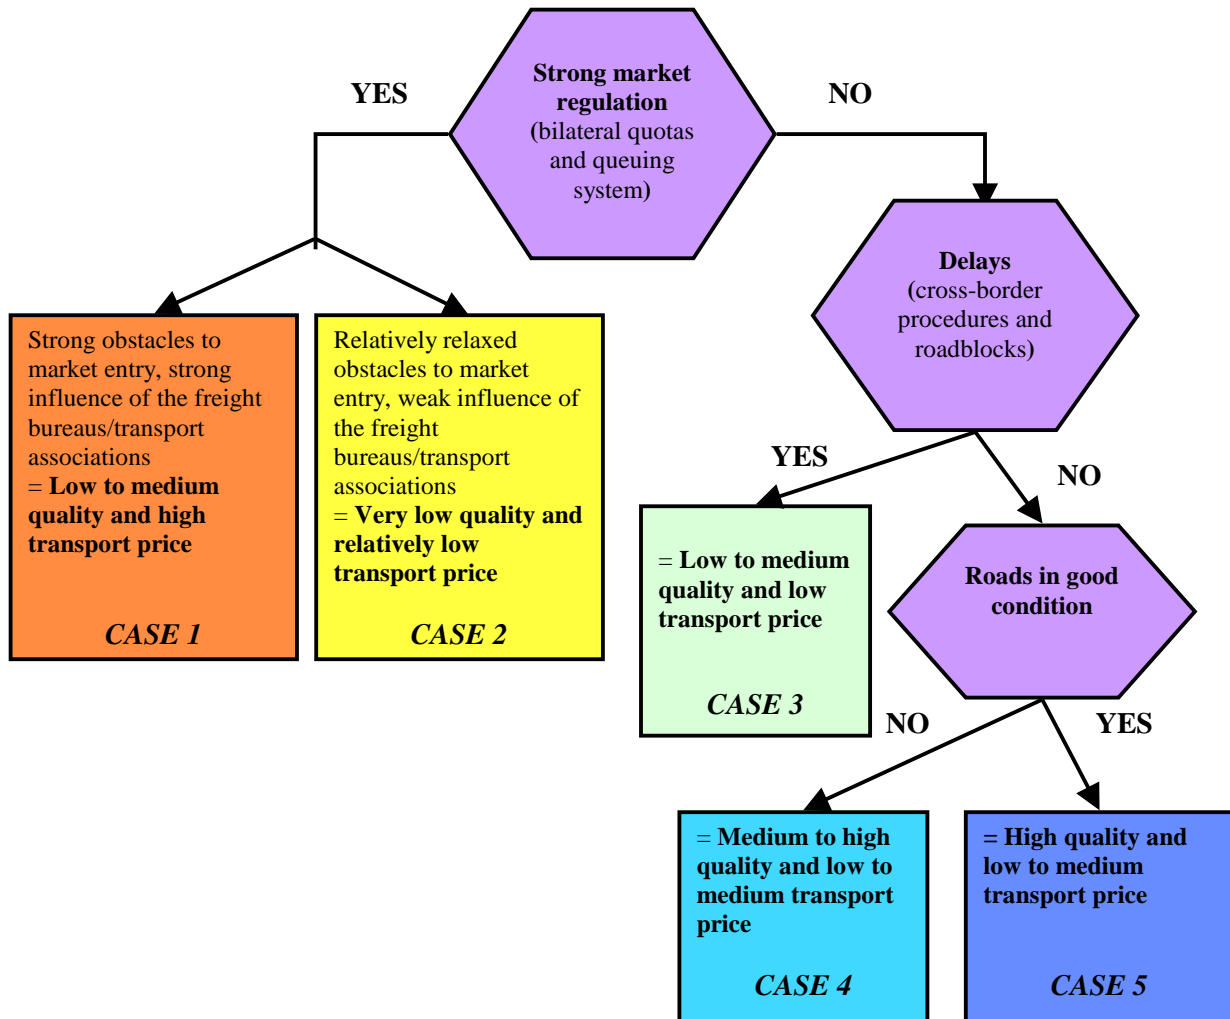 YES
Strong market
regulation
(bilateral quotas
and queuing
system)
NO
Delays
(cross-border
procedures and
roadblocks)
Strong obstacles to
market entry, strong
influence of the freight
bureaus/transport
associations
= Low to medium
quality and high
transport price
CASE 1
Relatively relaxed
obstacles to market
entry, weak influence of
the freight
bureaus/transport
associations
= Very low quality and
relatively low
transport price
CASE 2
YES
NO
= Low to medium
quality and low
transport price
CASE 3
Roads in good
condition
NO
YES
= Medium to high
quality and low to
medium transport
price
CASE 4
= High quality and
low to medium
transport price
CASE 5